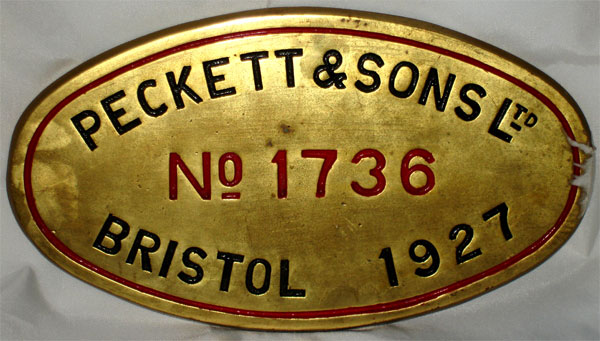 PECKETT & SONS LTD
No 1736
BRISTOL 1927